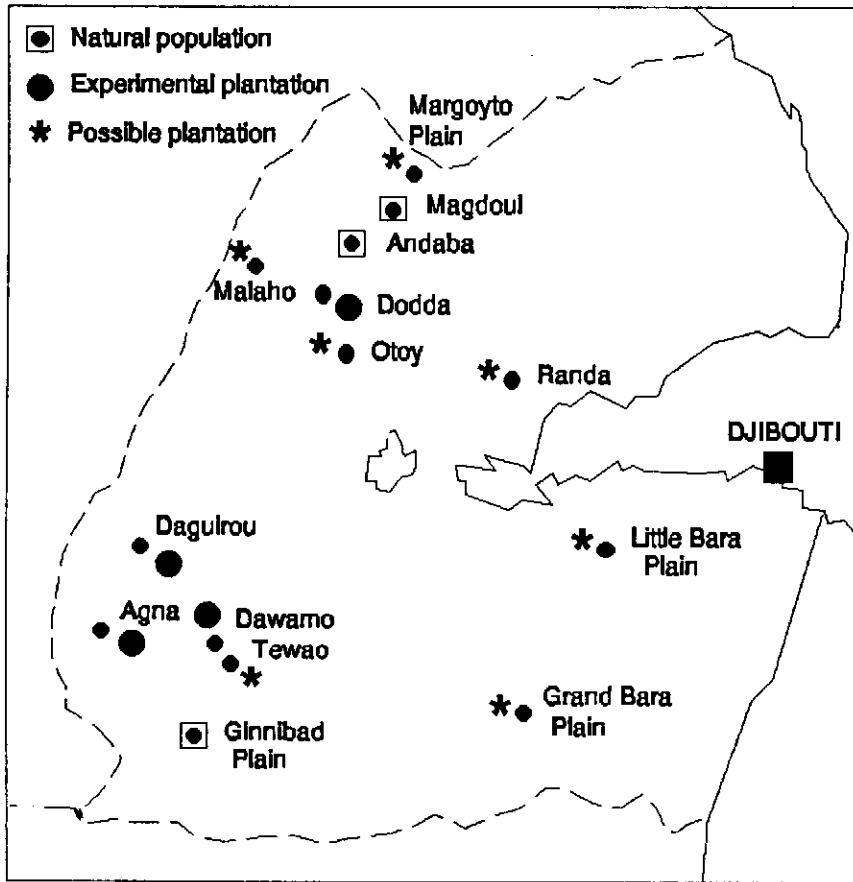 Natural population
Experimental plantation
Possible plantation
Margoyto
Plain
Magdoul
Andaba
Malaho
Dodda
Otoy
Randa
DJIBOUTI
Daguirou
Little Bara
Plain
Agna
Dawamo
Tewao
Grand Bara
Plain
Ginnibad
Plain